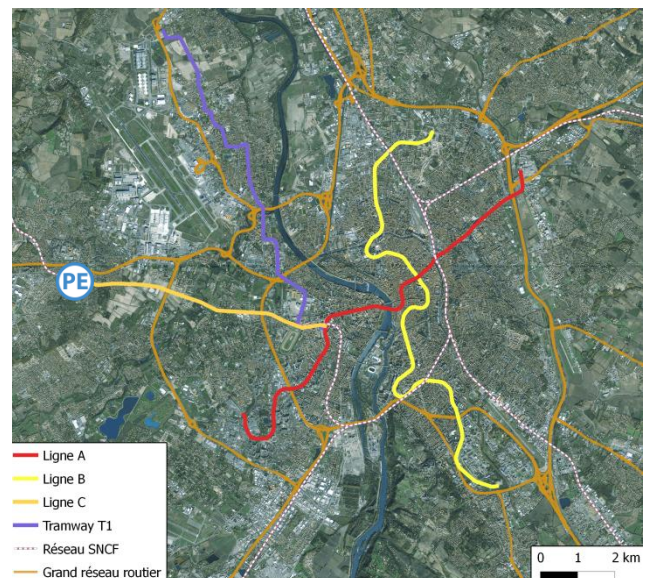 PE
Ligne A
Ligne B
Ligne C
Tramway T1
Réseau SNCF
Grand réseau routier
0 1 2 km